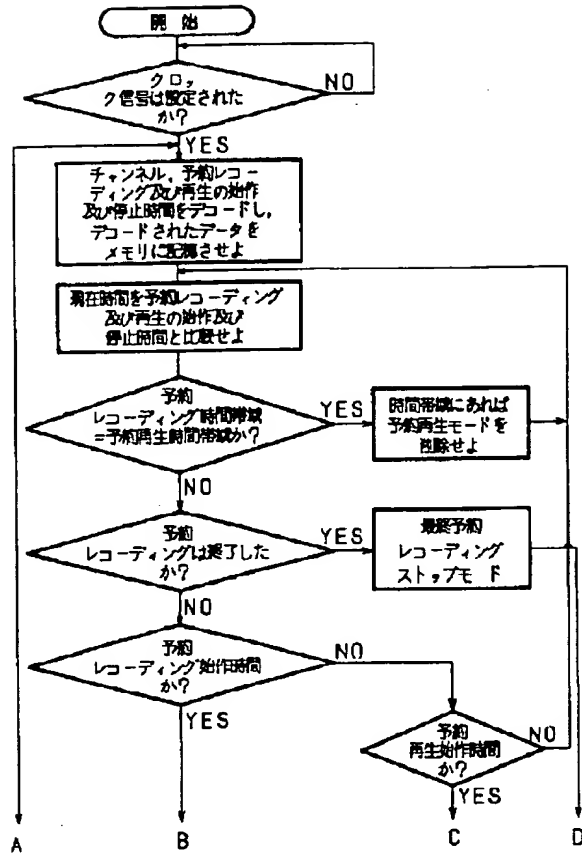 開始
クロッ
ク信号は設定された
か?
NO
YES
チャンネル,予約レコー
ディング及び再生の始作
及び停止時間をデコードし,
デコードされたデータを
メモリに記憶させよ
現在時間を予約レコーディング
及び再生の始作及び
停止時間と比較せよ
予約
レコーディング時間帯域
=予約再生時間帯域か?
YES
時間帯域にあれば
予約再生モードを
削除せよ
NO
予約
レコーディングは終了した
か?
YES
最終予約
レコーディング
ストップモード
NO
予約
レコーディング始作時間
か?
NO
YES
予約
再生始作時間
か?
NO
YES
A
B
C
D